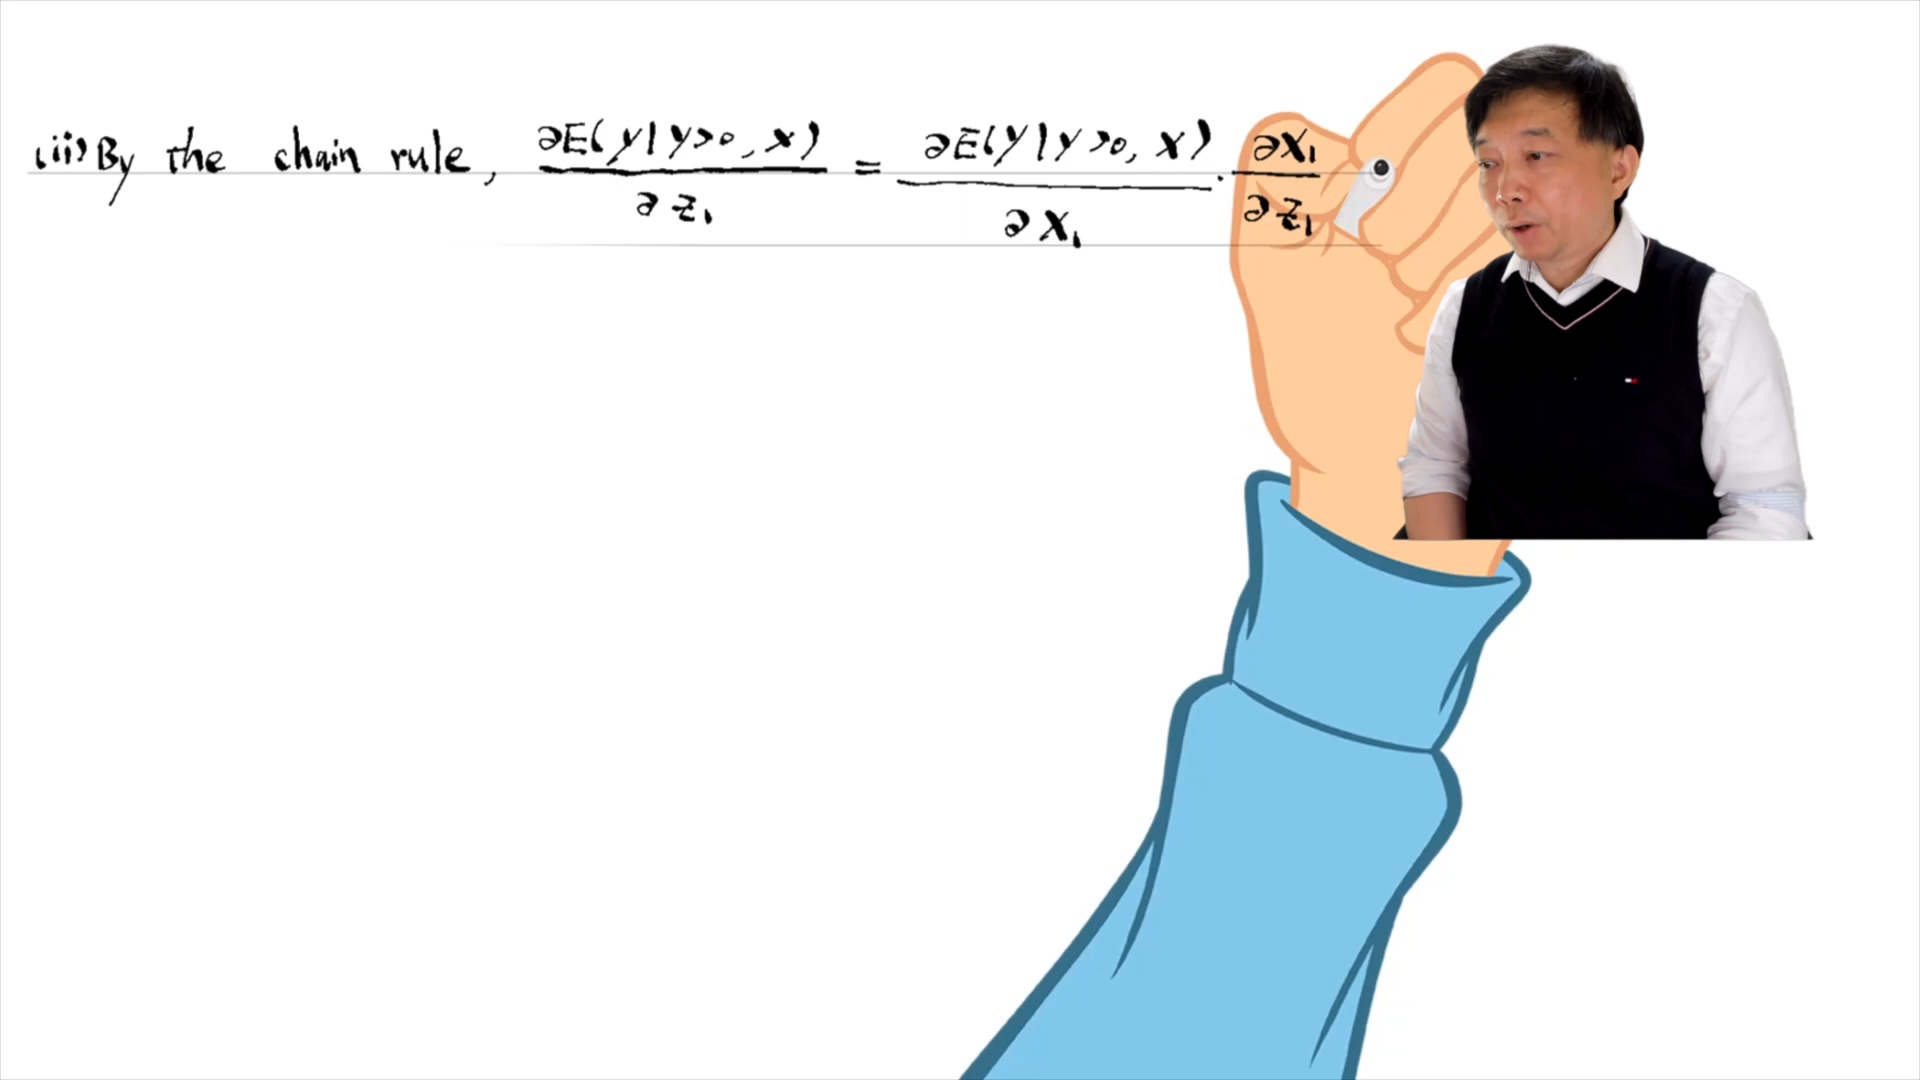 (ii) By the chain rule, ∂E(y|y>0, x)/∂z₁ = ∂E(y|y>0, x)/∂x₁ · ∂x₁/∂z₁